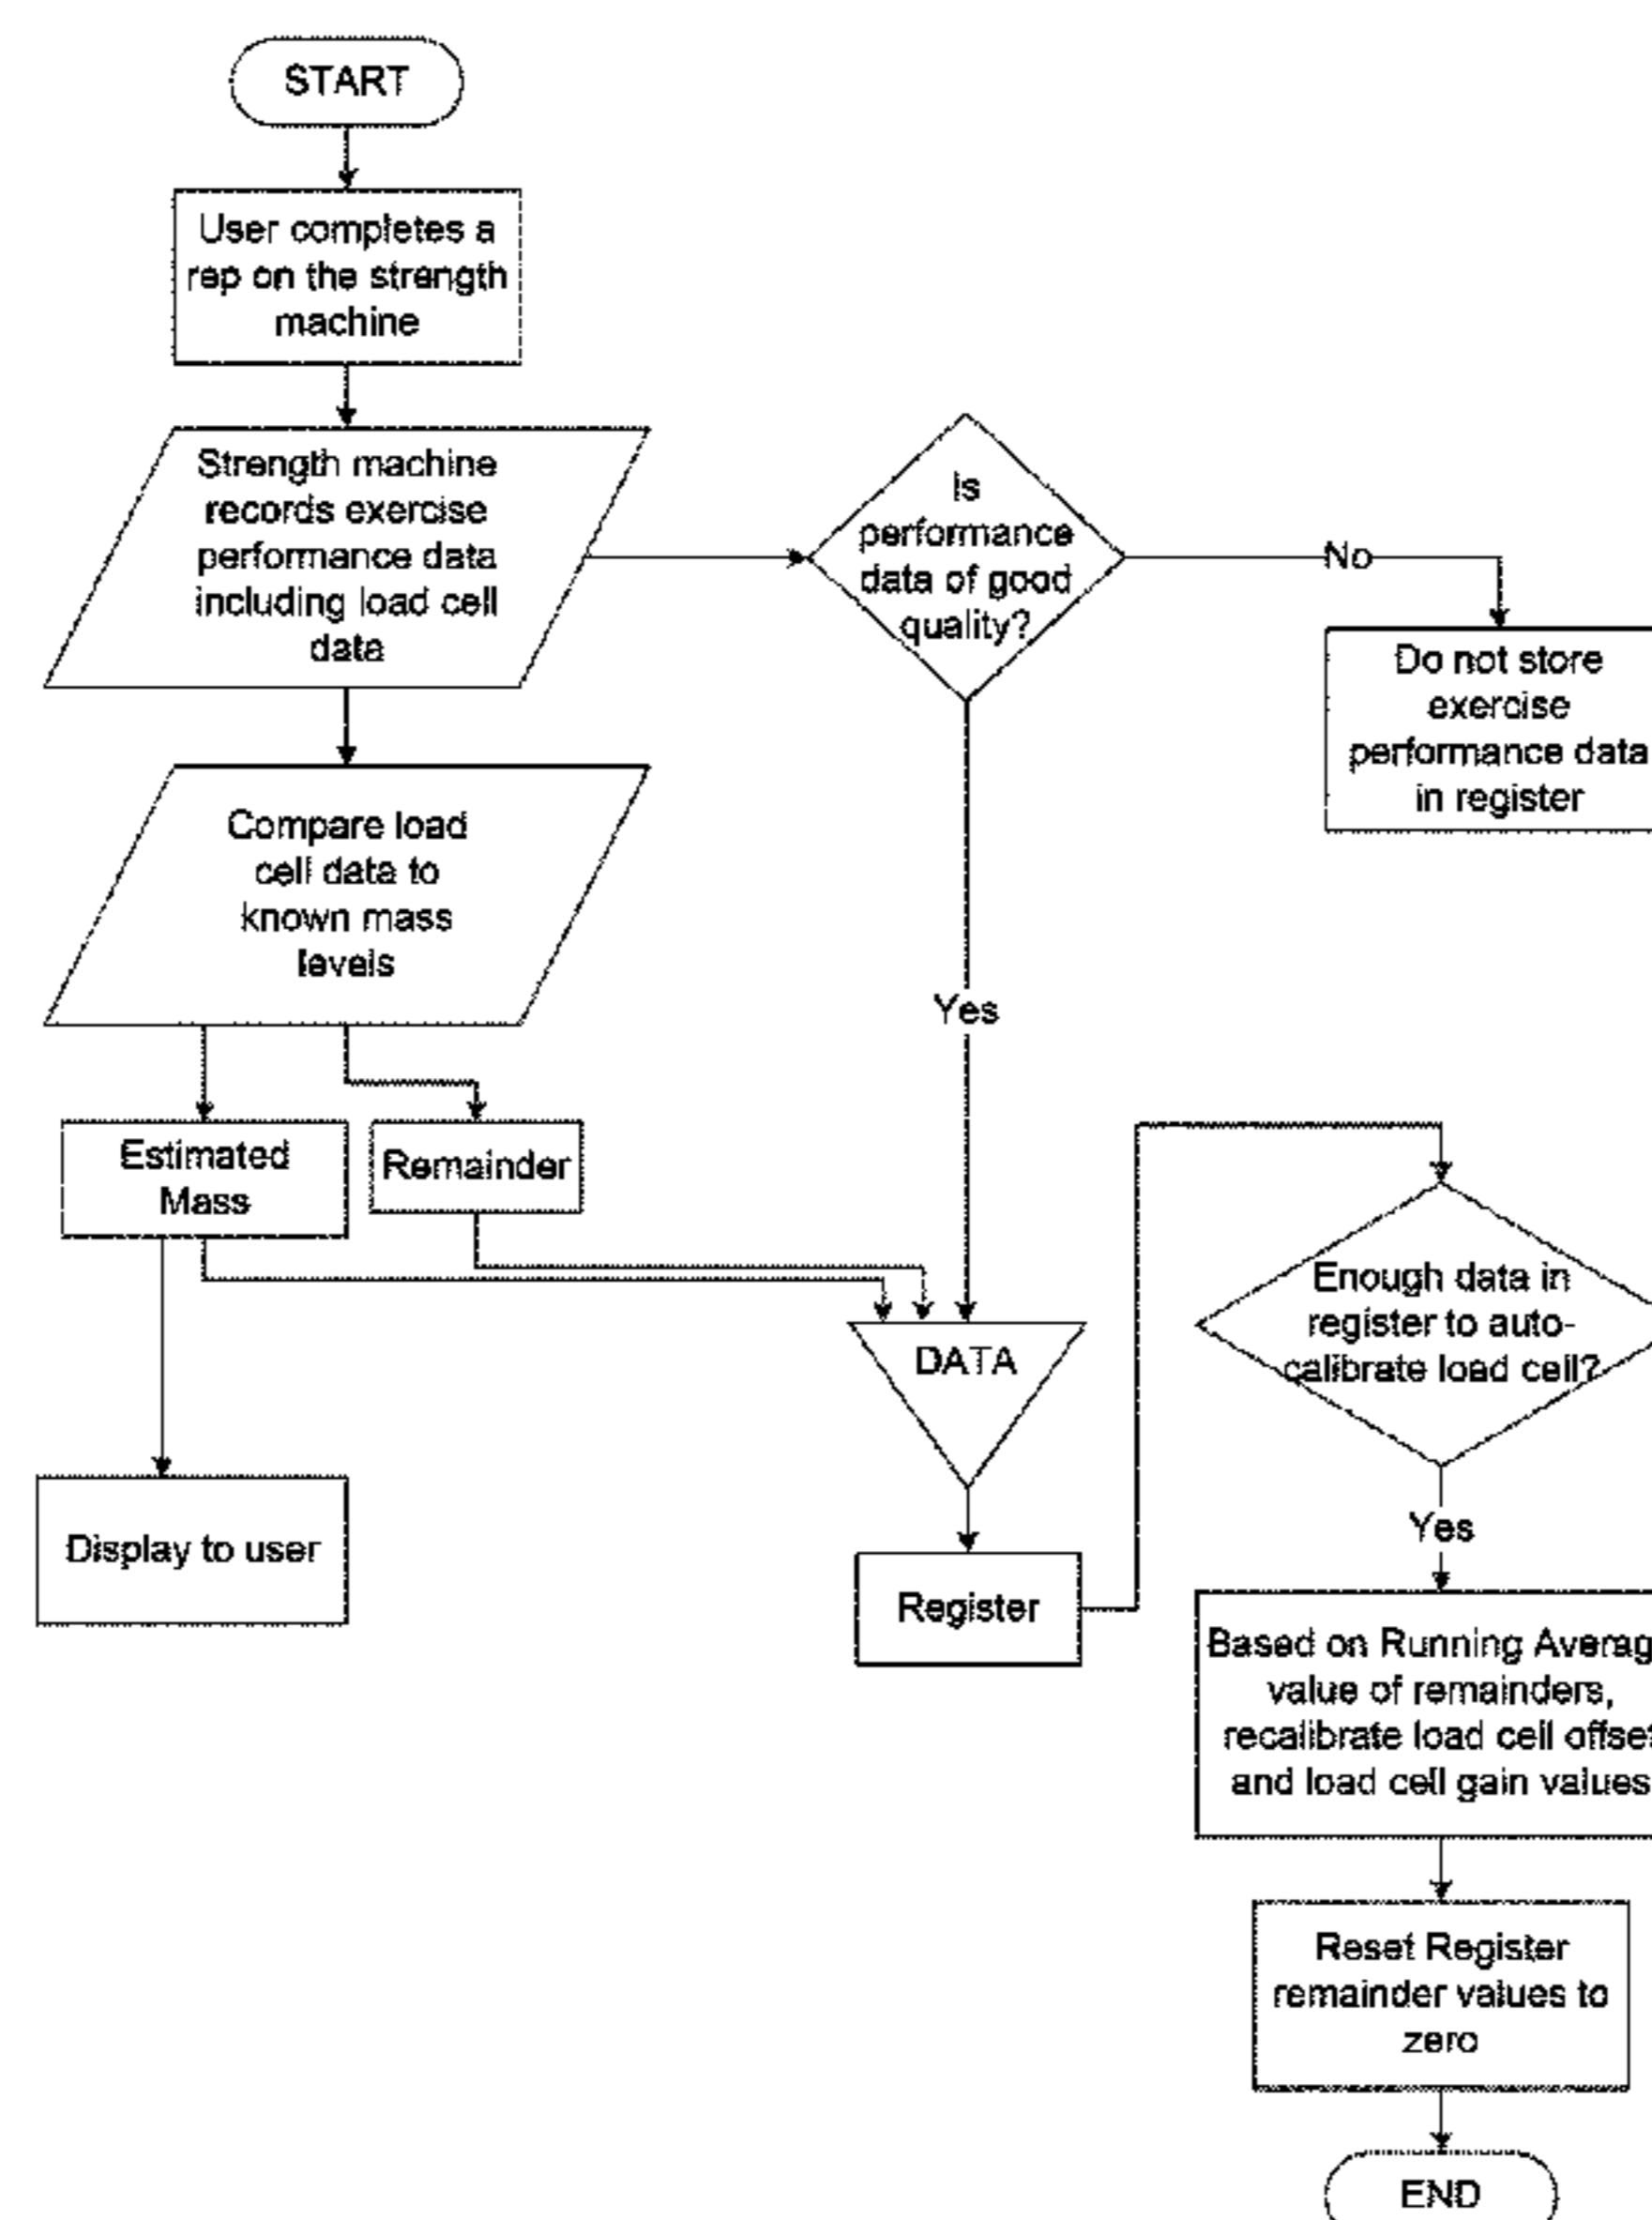 START
User completes a
rep on the strength
machine
Strength machine
records exercise
performance data
including load cell
data
Is
performance
data of good
quality?
No
Do not store
exercise
performance data
in register
Compare load
cell data to
known mass
levels
Yes
Estimated
Mass
Remainder
Enough data in
register to auto-
calibrate load cell?
DATA
Yes
Display to user
Register
Based on Running Averag
value of remainders,
recalibrate load cell offset
and load cell gain values
Reset Register
remainder values to
zero
END